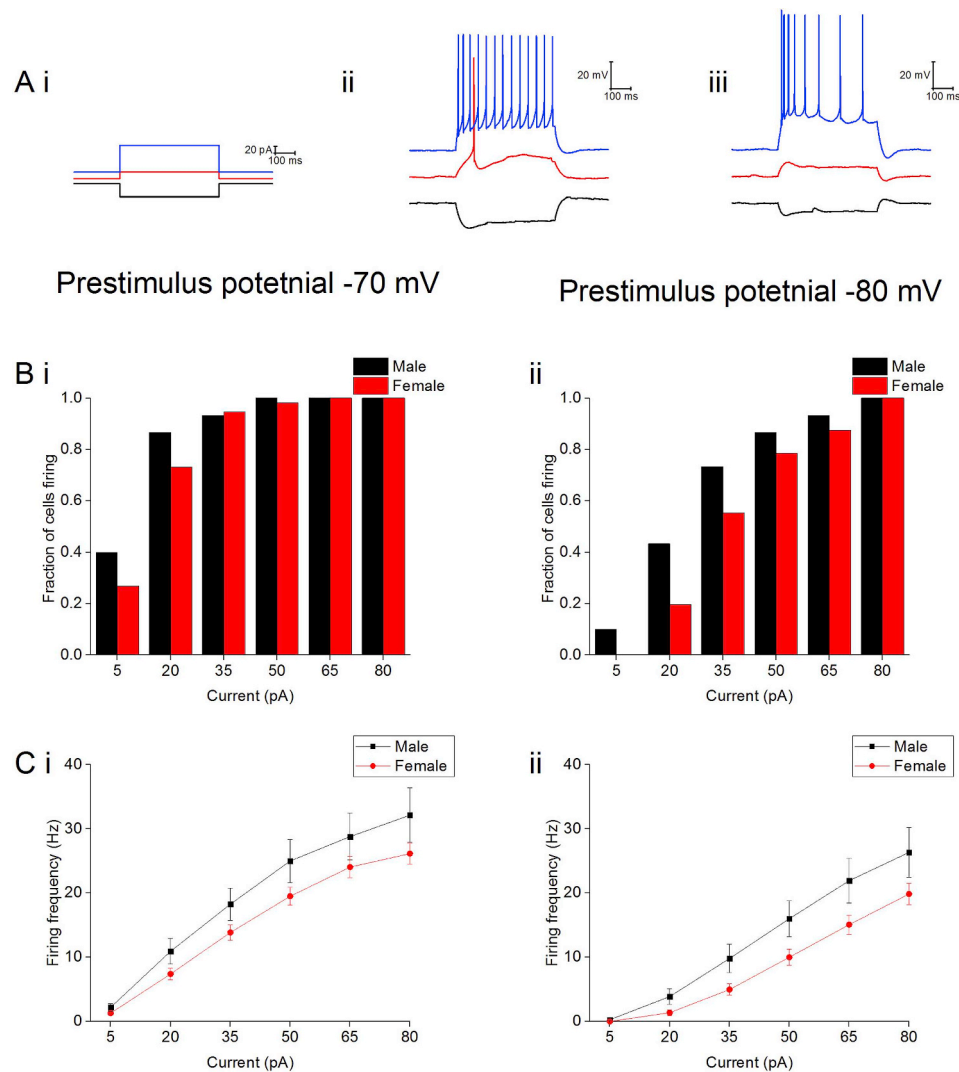 A i
20 pA
100 ms
ii
20 mV
100 ms
iii
20 mV
100 ms
Prestimulus potetnial -70 mV
Prestimulus potetnial -80 mV
B i
Male
Female
Fraction of cells firing
1.0
0.8
0.6
0.4
0.2
0.0
5 20 35 50 65 80
Current (pA)
ii
Male
Female
Fraction of cells firing
1.0
0.8
0.6
0.4
0.2
0.0
5 20 35 50 65 80
Current (pA)
C i
Male
Female
Firing frequency (Hz)
40
30
20
10
0
5 20 35 50 65 80
Current (pA)
ii
Male
Female
Firing frequency (Hz)
40
30
20
10
0
5 20 35 50 65 80
Current (pA)